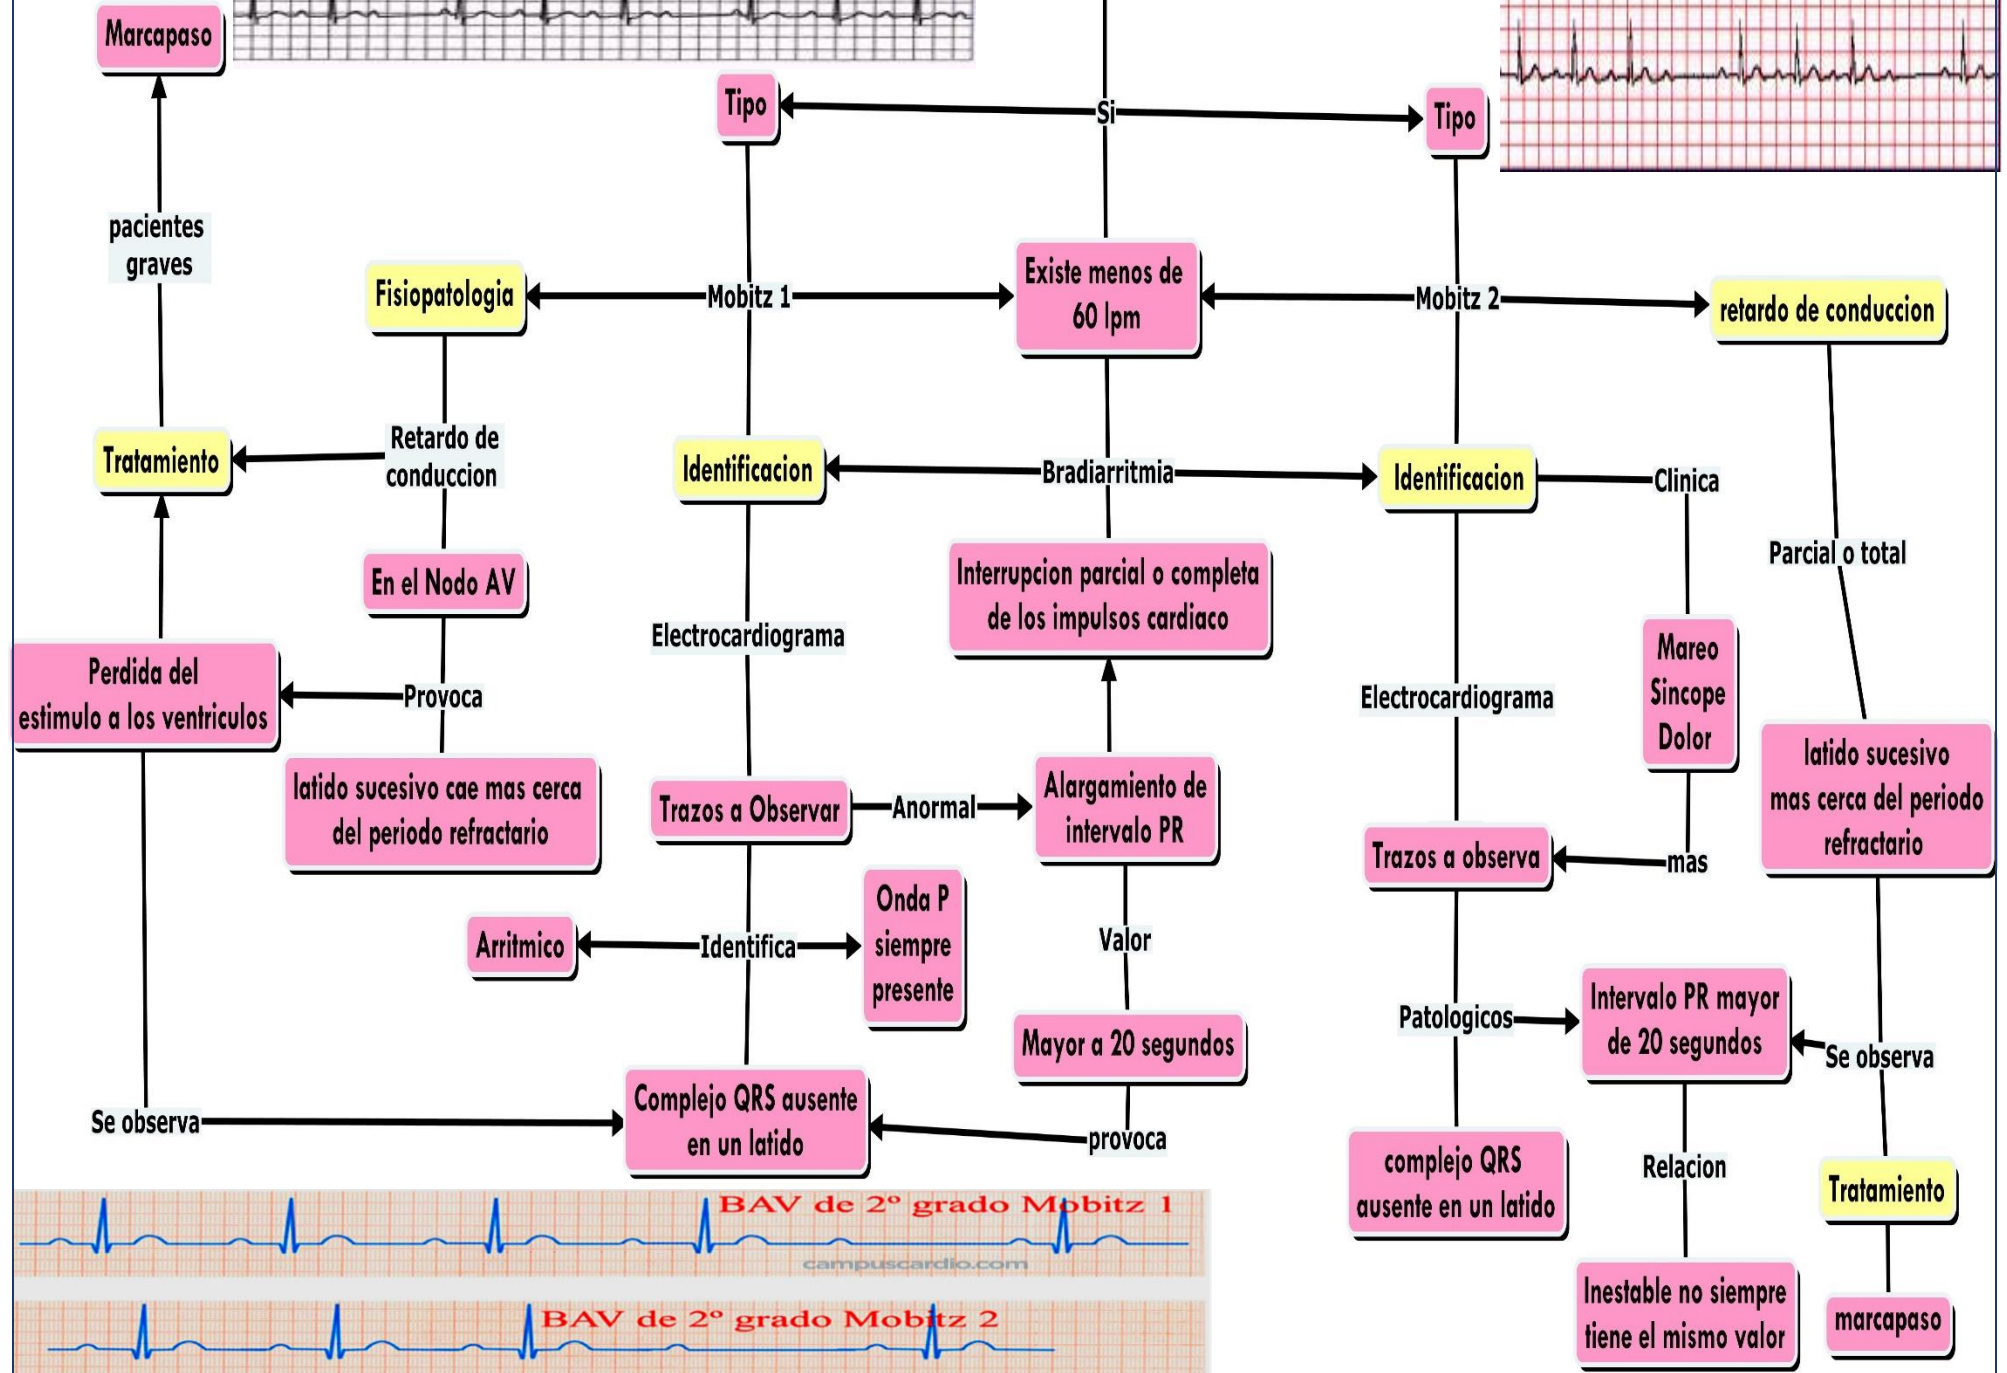 Marcapaso
Tipo
Si
Tipo
pacientes
graves
Fisiopatologia
Mobitz 1
Existe menos de
60 lpm
Mobitz 2
retardo de conduccion
Tratamiento
Retardo de
conduccion
Identificacion
Bradiarritmia
Identificacion
Clinica
Parcial o total
En el Nodo AV
Interrupcion parcial o completa
de los impulsos cardiaco
Electrocardiograma
Perdida del
estimulo a los ventriculos
Provoca
Electrocardiograma
Mareo
Sincope
Dolor
latido sucesivo cae mas cerca
del periodo refractario
Trazos a Observar
Anormal
Alargamiento de
intervalo PR
latido sucesivo
mas cerca del periodo
refractario
Trazos a observa
mas
Arritmico
Identifica
Onda P
siempre
presente
Valor
Patologicos
Intervalo PR mayor
de 20 segundos
Se observa
Mayor a 20 segundos
Se observa
Complejo QRS ausente
en un latido
provoca
complejo QRS
ausente en un latido
Relacion
Tratamiento
Inestable no siempre
tiene el mismo valor
marcapaso
BAV de 2º grado Mobitz 1
campuscardio.com
BAV de 2º grado Mobitz 2